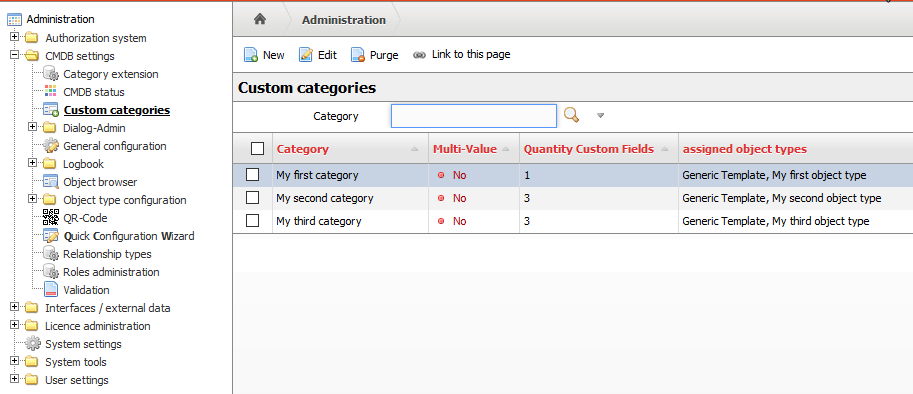 Administration
Authorization system
CMDB settings
Category extension
CMDB status
Custom categories
Dialog-Admin
General configuration
Logbook
Object browser
Object type configuration
QR-Code
Quick Configuration Wizard
Relationship types
Roles administration
Validation
Interfaces / external data
Licence administration
System settings
System tools
User settings
Administration
New Edit Purge Link to this page
Custom categories
Category
Category Multi-Value Quantity Custom Fields assigned object types
My first category No 1 Generic Template, My first object type
My second category No 3 Generic Template, My second object type
My third category No 3 Generic Template, My third object type